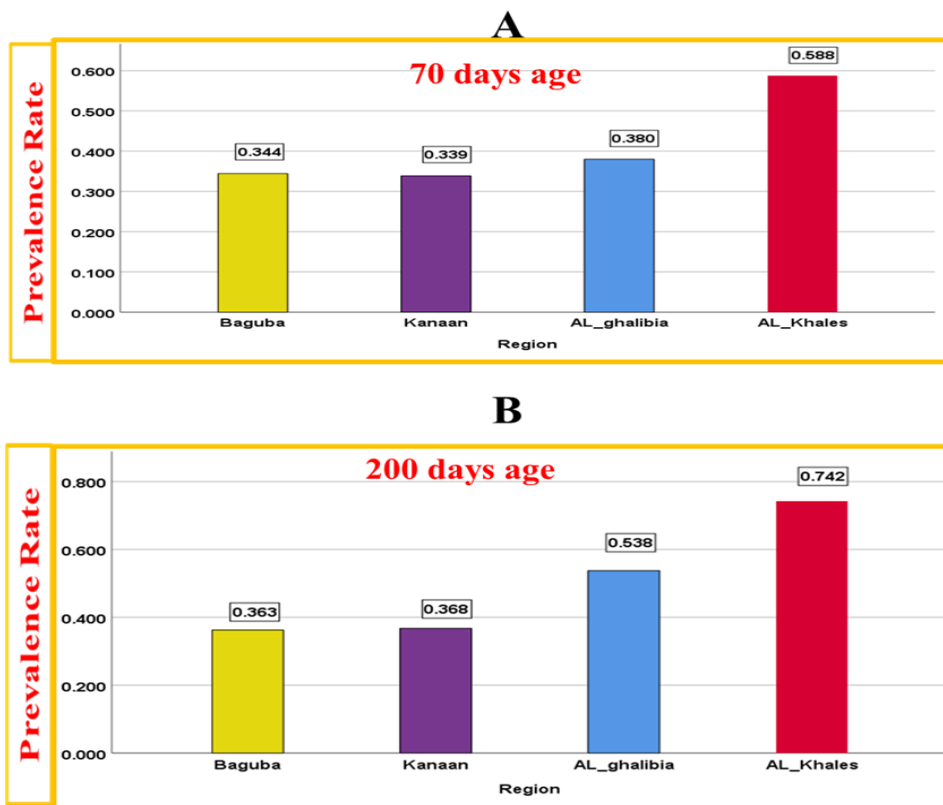 A
70 days age
Prevalence Rate
0.600
0.500
0.400
0.300
0.200
0.100
0.000
0.344
0.339
0.380
0.588
Baguba
Kanaan
AL_ghalibia
AL_Khales
Region
B
200 days age
Prevalence Rate
0.800
0.600
0.400
0.200
0.000
0.363
0.368
0.538
0.742
Baguba
Kanaan
AL_ghalibia
AL_Khales
Region